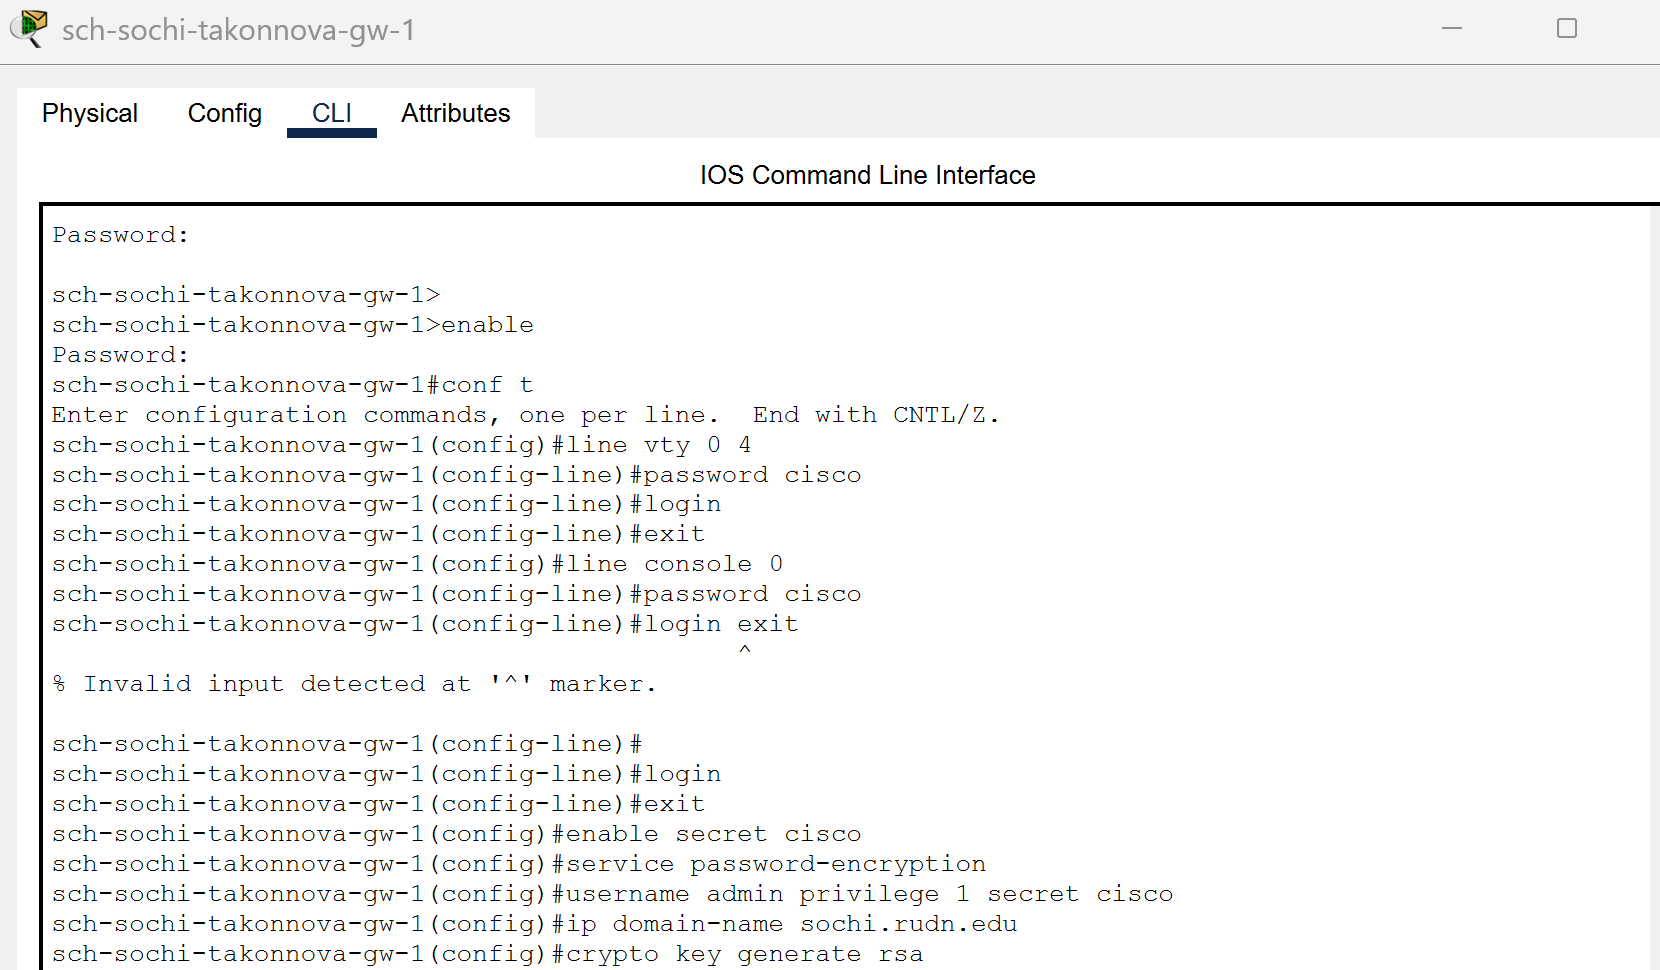 sch-sochi-takonnova-gw-1
Physical Config CLI Attributes
IOS Command Line Interface
Password:
sch-sochi-takonnova-gw-1>
sch-sochi-takonnova-gw-1>enable
Password:
sch-sochi-takonnova-gw-1#conf t
Enter configuration commands, one per line.  End with CNTL/Z.
sch-sochi-takonnova-gw-1(config)#line vty 0 4
sch-sochi-takonnova-gw-1(config-line)#password cisco
sch-sochi-takonnova-gw-1(config-line)#login
sch-sochi-takonnova-gw-1(config-line)#exit
sch-sochi-takonnova-gw-1(config)#line console 0
sch-sochi-takonnova-gw-1(config-line)#password cisco
sch-sochi-takonnova-gw-1(config-line)#login exit
^
% Invalid input detected at '^' marker.
sch-sochi-takonnova-gw-1(config-line)#
sch-sochi-takonnova-gw-1(config-line)#login
sch-sochi-takonnova-gw-1(config-line)#exit
sch-sochi-takonnova-gw-1(config)#enable secret cisco
sch-sochi-takonnova-gw-1(config)#service password-encryption
sch-sochi-takonnova-gw-1(config)#username admin privilege 1 secret cisco
sch-sochi-takonnova-gw-1(config)#ip domain-name sochi.rudn.edu
sch-sochi-takonnova-gw-1(config)#crypto key generate rsa